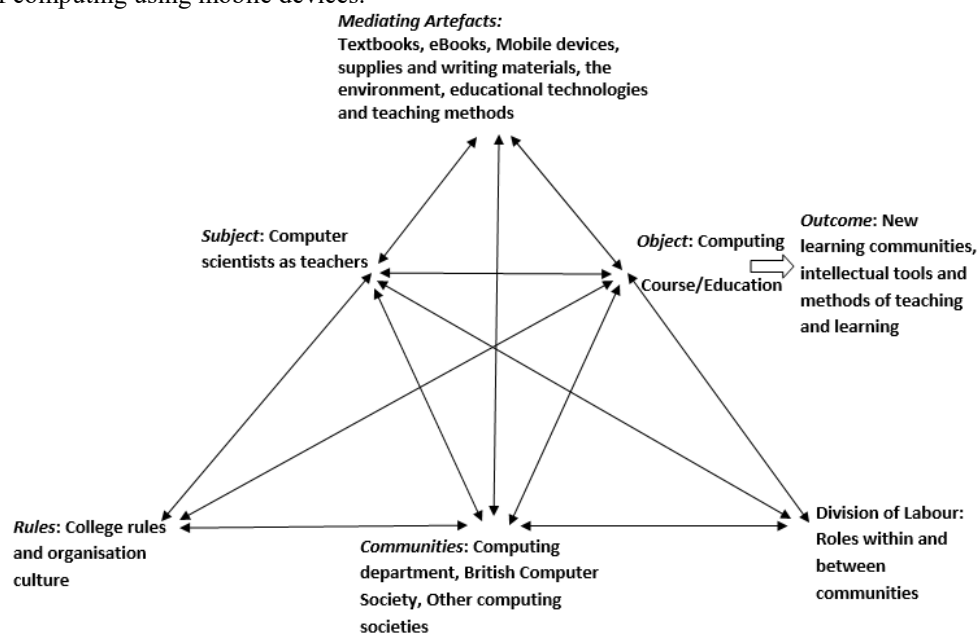 computing using mobile devices.
Mediating Artefacts:
Textbooks, eBooks, Mobile devices,
supplies and writing materials, the
environment, educational technologies
and teaching methods
Subject: Computer
scientists as teachers
Object: Computing
Course/Education
Outcome: New
learning communities,
intellectual tools and
methods of teaching
and learning
Rules: College rules
and organisation
culture
Communities: Computing
department, British Computer
Society, Other computing
societies
Division of Labour:
Roles within and
between
communities